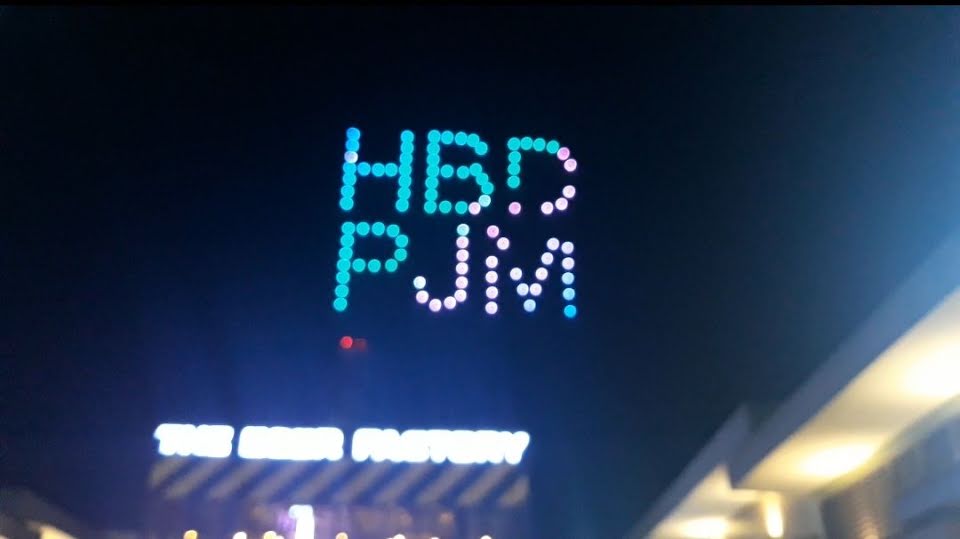 HBD
PJM
THE BEER FACTORY